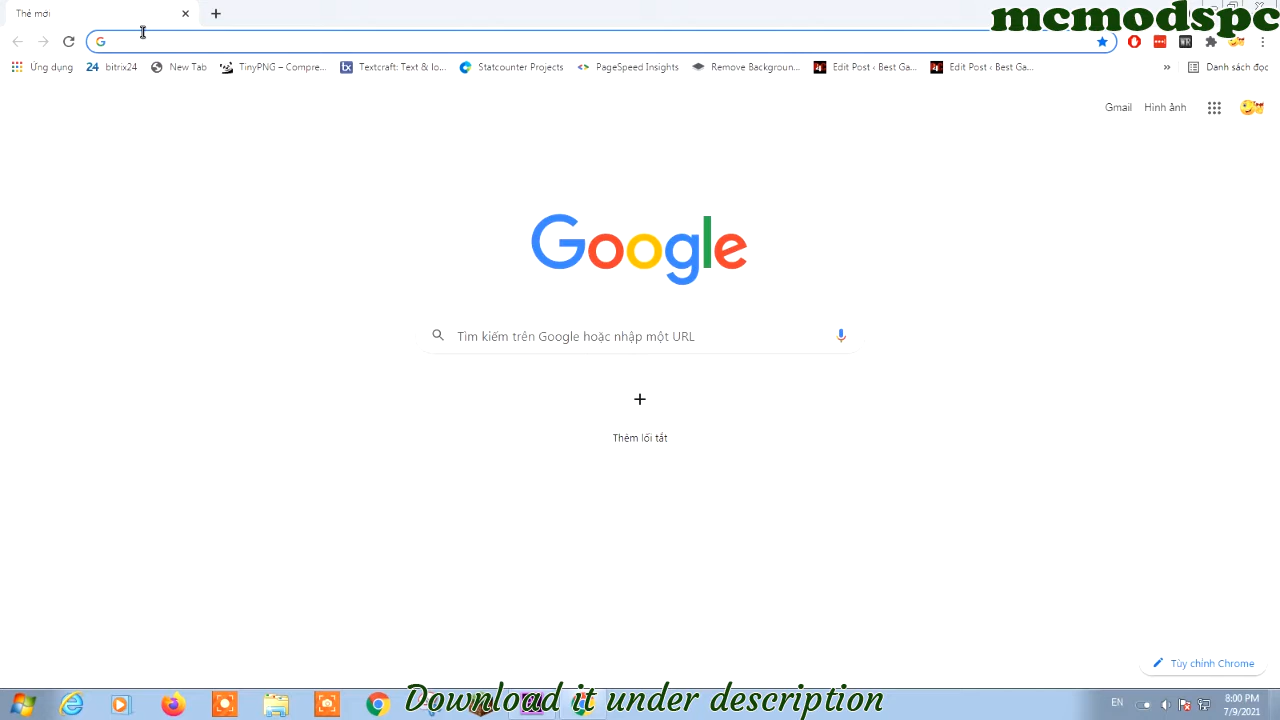 Thẻ mới
mcmodspc
Ứng dụng
24 bitrix24
New Tab
TinyPNG – Compre...
tx Textcraft: Text & Io...
Statcounter Projects
PageSpeed Insights
Remove Backgroun...
Edit Post ‹ Best Ga...
Edit Post ‹ Best Ga...
»
Danh sách đọc
Gmail
Hình ảnh
Google
Tìm kiếm trên Google hoặc nhập một URL
Thêm lối tắt
Tùy chỉnh Chrome
Download it under description
EN
8:00 PM
7/9/2021